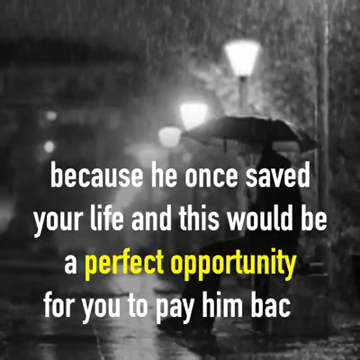 because he once saved
your life and this would be
a perfect opportunity
for you to pay him bac